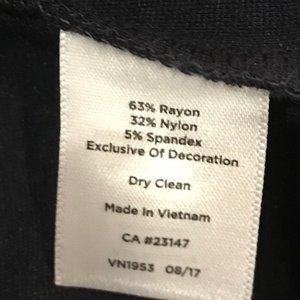 63% Rayon
32% Nylon
5% Spandex
Exclusive Of Decoration
Dry Clean
Made In Vietnam
CA #23147
VN1953 08/17